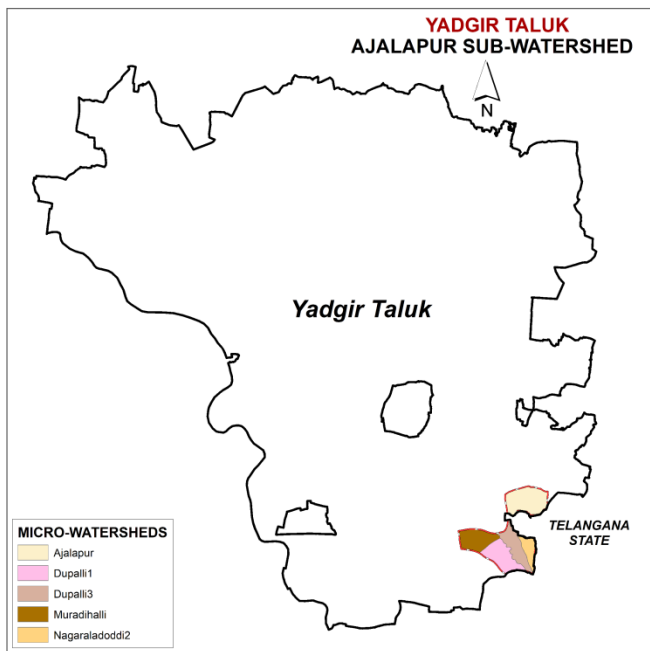 YADGIR TALUK
AJALAPUR SUB-WATERSHED
N
Yadgir Taluk
TELANGANA
STATE
MICRO-WATERSHEDS
Ajalapur
Dupalli1
Dupalli3
Muradihalli
Nagaraladoddi2